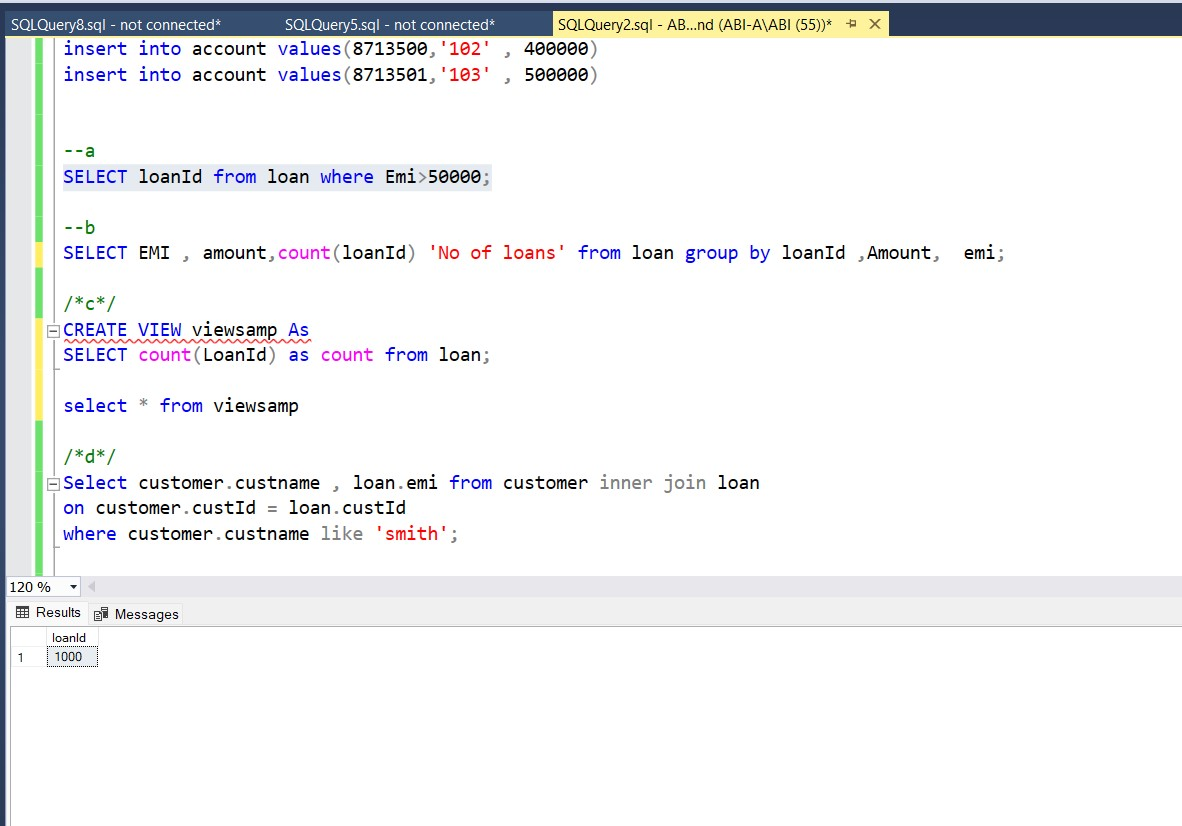 SQLQuery8.sql - not connected* SQLQuery5.sql - not connected* SQLQuery2.sql - AB...nd (ABI-A\ABI (55))*
insert into account values(8713500,'102' , 400000)
insert into account values(8713501,'103' , 500000)
--a
SELECT loanId from loan where Emi>50000;
--b
SELECT EMI , amount,count(loanId) 'No of loans' from loan group by loanId ,Amount,  emi;
/*c*/
CREATE VIEW viewsamp As
SELECT count(LoanId) as count from loan;
select * from viewsamp
/*d*/
Select customer.custname , loan.emi from customer inner join loan
on customer.custId = loan.custId
where customer.custname like 'smith';
120 %
Results Messages
loanId
1 1000